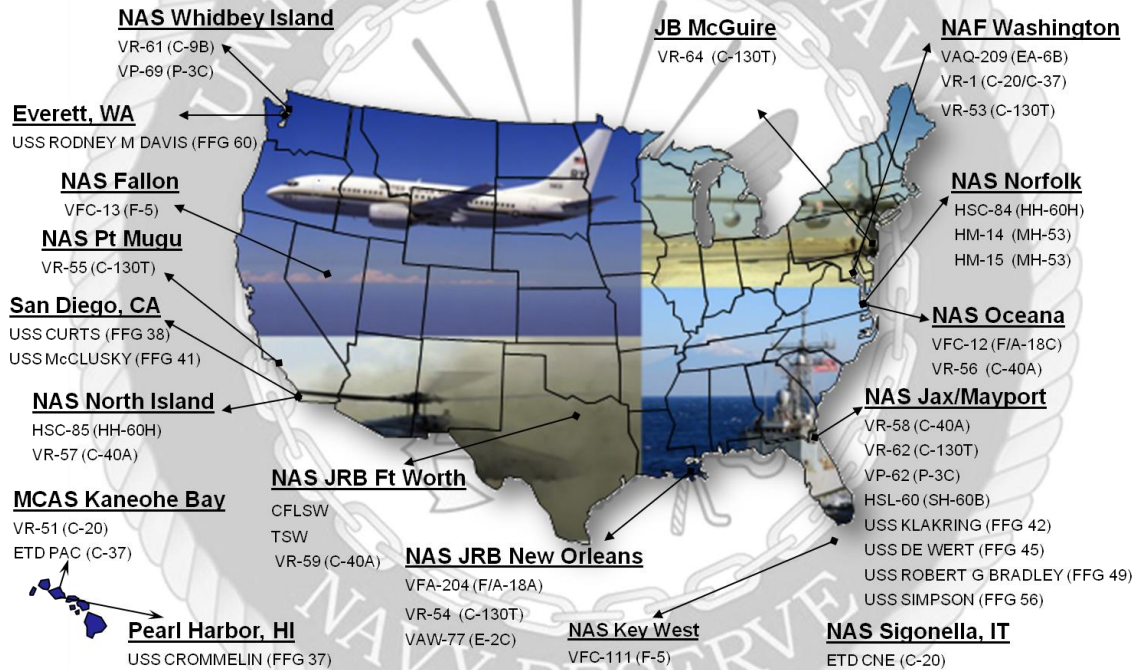 NAS Whidbey Island
VR-61 (C-9B)
VP-69 (P-3C)
Everett, WA
USS RODNEY M DAVIS (FFG 60)
NAS Fallon
VFC-13 (F-5)
NAS Pt Mugu
VR-55 (C-130T)
San Diego, CA
USS CURTS (FFG 38)
USS McCLUSKY (FFG 41)
NAS North Island
HSC-85 (HH-60H)
VR-57 (C-40A)
MCAS Kaneohe Bay
VR-51 (C-20)
ETD PAC (C-37)
Pearl Harbor, HI
USS CROMMELIN (FFG 37)
NAS JRB Ft Worth
CFLSW
TSW
VR-59 (C-40A)
NAS JRB New Orleans
VFA-204 (F/A-18A)
VR-54 (C-130T)
VAW-77 (E-2C)
NAS Key West
VFC-111 (F-5)
JB McGuire
VR-64 (C-130T)
NAF Washington
VAQ-209 (EA-6B)
VR-1 (C-20/C-37)
VR-53 (C-130T)
NAS Norfolk
HSC-84 (HH-60H)
HM-14 (MH-53)
HM-15 (MH-53)
NAS Oceana
VFC-12 (F/A-18C)
VR-56 (C-40A)
NAS Jax/Mayport
VR-58 (C-40A)
VR-62 (C-130T)
VP-62 (P-3C)
HSL-60 (SH-60B)
USS KLAKRING (FFG 42)
USS DE WERT (FFG 45)
USS ROBERT G BRADLEY (FFG 49)
USS SIMPSON (FFG 56)
NAS Sigonella, IT
ETD CNE (C-20)
NAVY RESERVE